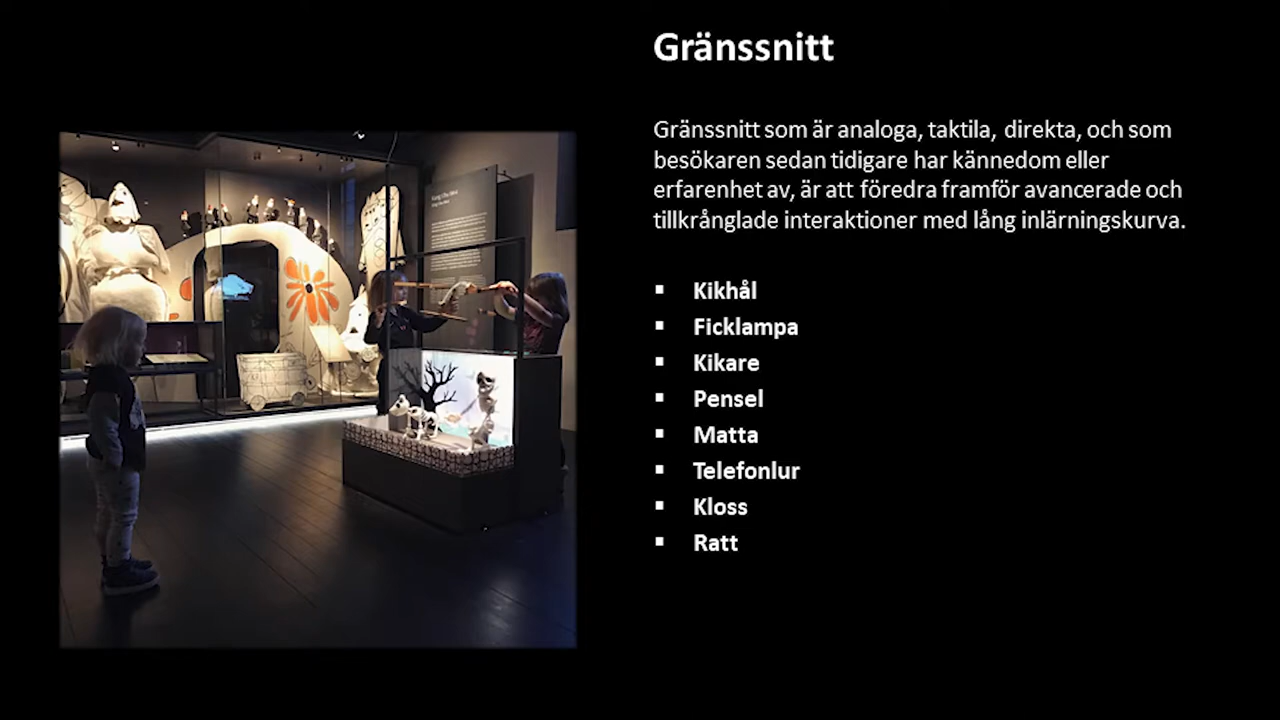 Gränssnitt
Gränssnitt som är analoga, taktila, direkta, och som
besökaren sedan tidigare har kännedom eller
erfarenhet av, är att föredra framför avancerade och
tillkrånglade interaktioner med lång inlärningskurva.
▪ Kikhål
▪ Ficklampa
▪ Kikare
▪ Pensel
▪ Matta
▪ Telefonlur
▪ Kloss
▪ Ratt